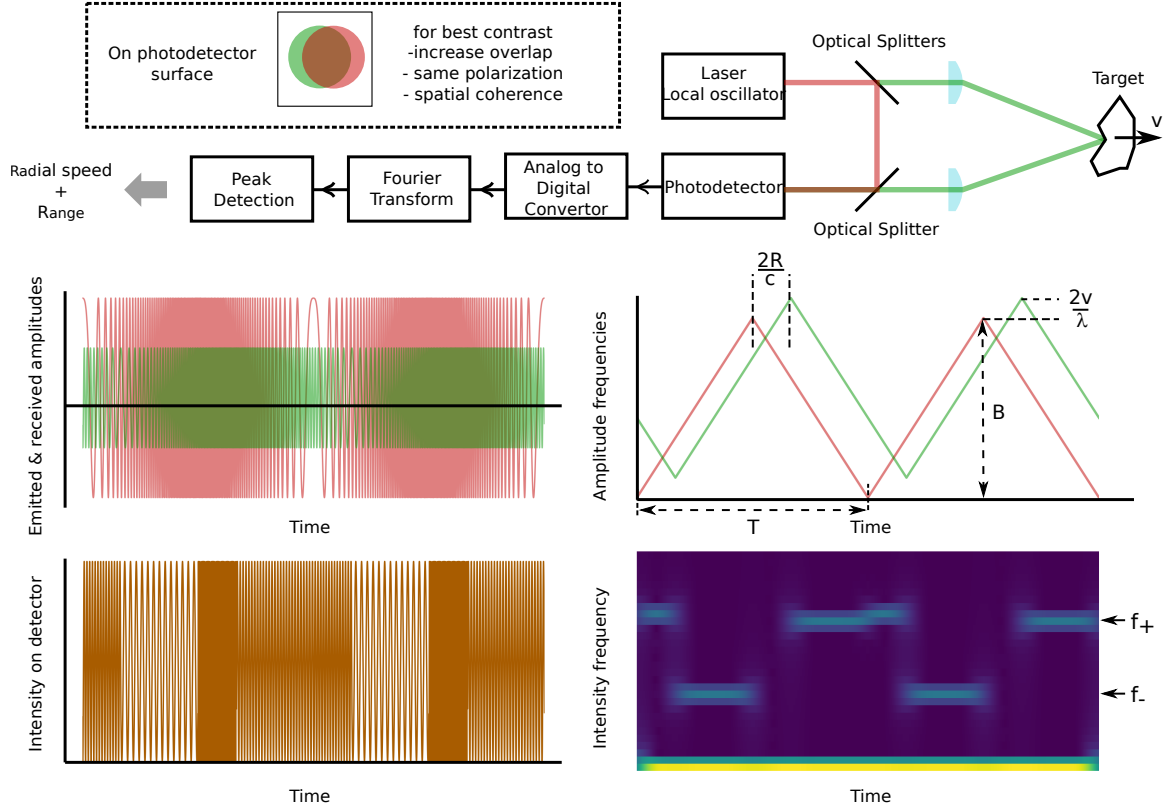 On photodetector
surface
for best contrast
-increase overlap
- same polarization
- spatial coherence
Optical Splitters
Laser
Local oscillator
Target
v
Radial speed
+
Range
Peak
Detection
Fourier
Transform
Analog to
Digital
Convertor
Photodetector
Optical Splitter
Emitted & received amplitudes
Time
Amplitude frequencies
2R
c
2v
λ
B
T
Time
Intensity on detector
Time
Intensity frequency
f+
f-
Time